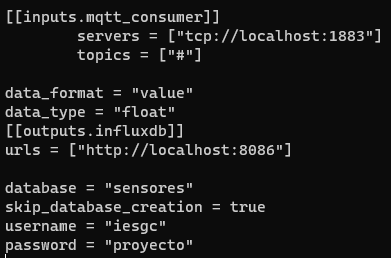 [[inputs.mqtt_consumer]]
servers = ["tcp://localhost:1883"]
topics = ["#"]
data_format = "value"
data_type = "float"
[[outputs.influxdb]]
urls = ["http://localhost:8086"]
database = "sensores"
skip_database_creation = true
username = "iesgc"
password = "proyecto"